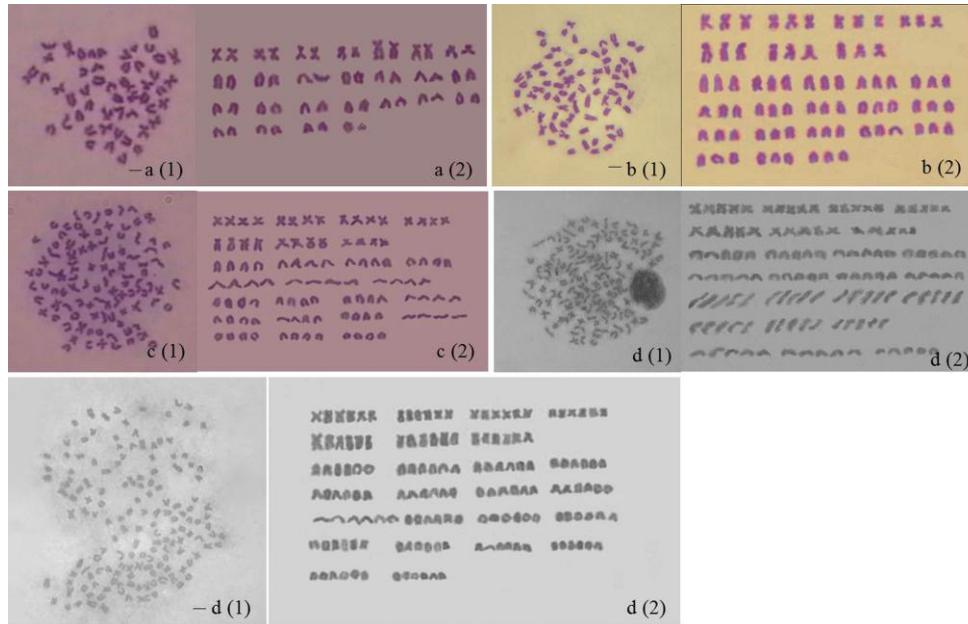 a (1)
a (2)
b (1)
b (2)
c (1)
c (2)
d (1)
d (2)
d (1)
d (2)